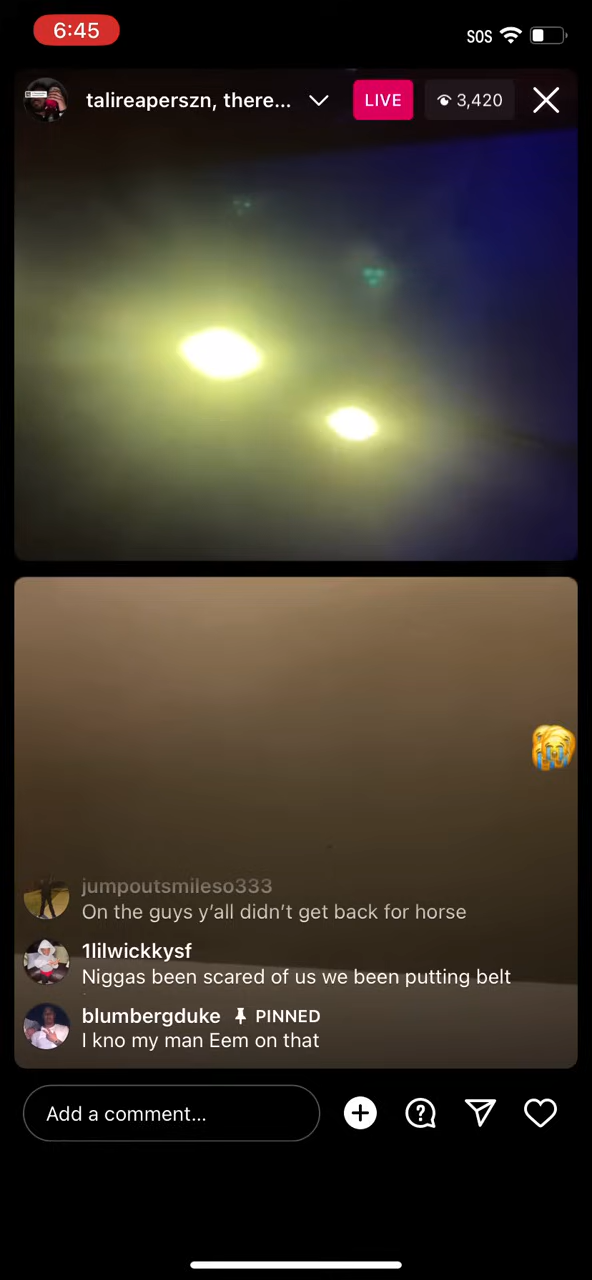 6:45
SOS
talireaperszn, there...
LIVE
3,420
jumpoutsmileso333
On the guys y'all didn't get back for horse
1lilwickkysf
Niggas been scared of us we been putting belt
blumbergduke PINNED
I kno my man Eem on that
Add a comment...